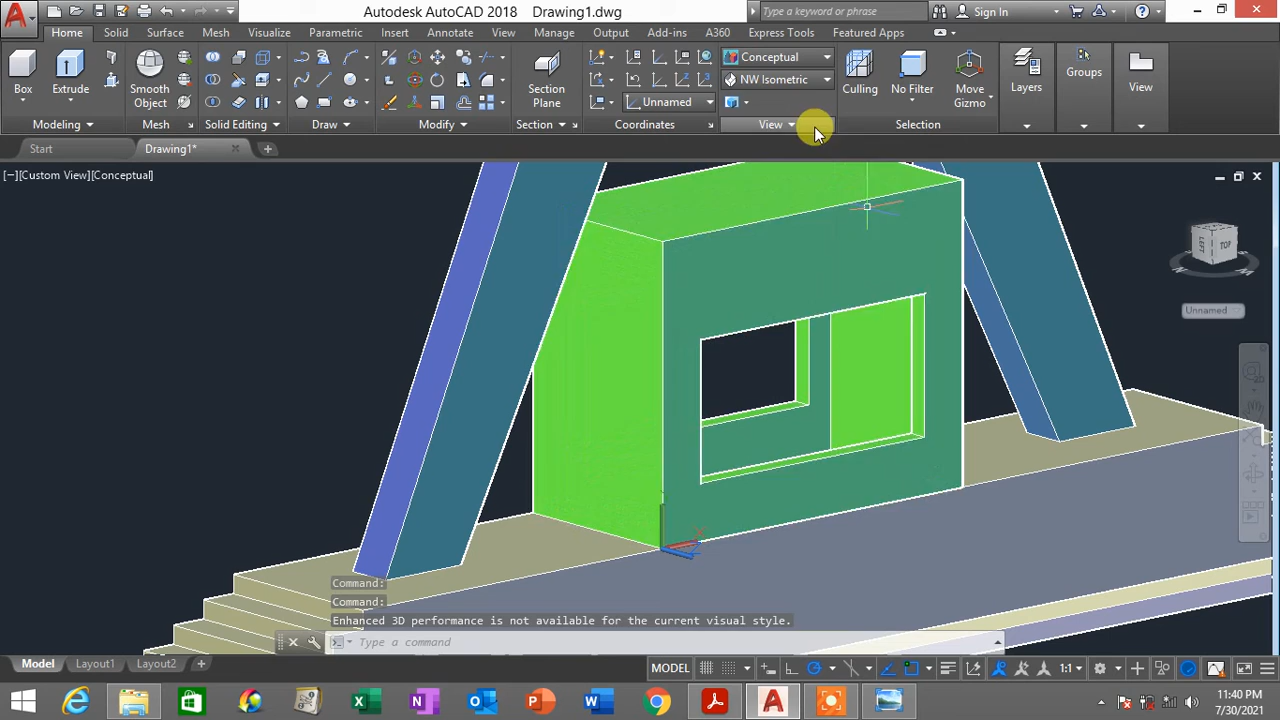 Autodesk AutoCAD 2018 Drawing1.dwg
Type a keyword or phrase
Sign In
Home Solid Surface Mesh Visualize Parametric Insert Annotate View Manage Output Add-ins A360 Express Tools Featured Apps
Box
Extrude
Smooth
Object
Section
Plane
Unnamed
Conceptual
NW Isometric
Culling
No Filter
Move
Gizmo
Layers
Groups
View
Modeling Mesh Solid Editing Draw Modify Section Coordinates View Selection
Start Drawing1*
[−][Custom View][Conceptual]
LEFT TOP
Unnamed
X
Z
Command:
Command:
Enhanced 3D performance is not available for the current visual style.
Type a command
Model Layout1 Layout2 +
MODEL
1:1
11:40 PM
7/30/2021